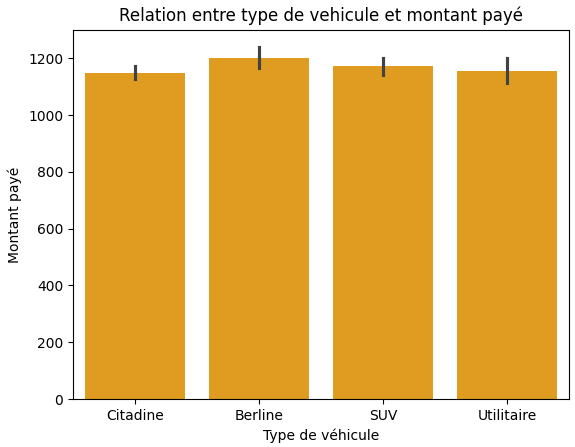 Relation entre type de vehicule et montant payé
Montant payé
1200
1000
800
600
400
200
0
Citadine
Berline
SUV
Utilitaire
Type de véhicule